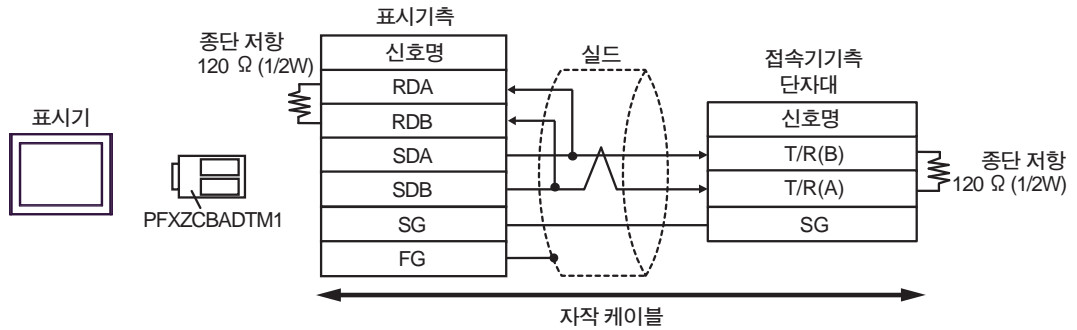 표시기
PFXZCBADTM1
종단 저항
120 Ω (1/2W)
표시기측
신호명
RDA
RDB
SDA
SDB
SG
FG
실드
접속기기측
단자대
신호명
T/R(B)
T/R(A)
SG
종단 저항
120 Ω (1/2W)
자작 케이블